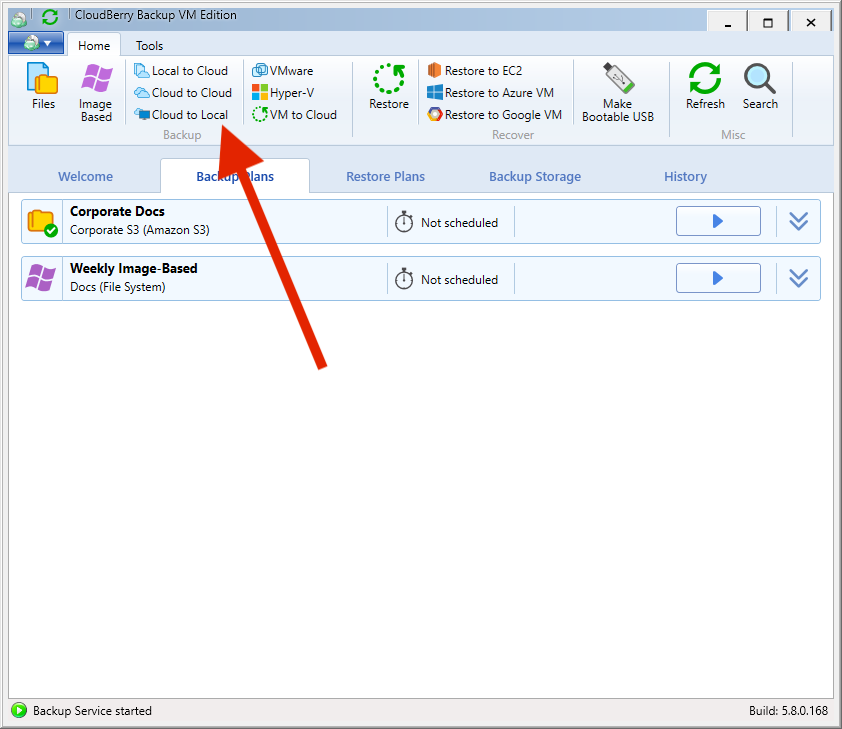 CloudBerry Backup VM Edition
Home Tools
Files
Image
Based
Local to Cloud
Cloud to Cloud
Cloud to Local
Backup
VMware
Hyper-V
VM to Cloud
Restore
Restore to EC2
Restore to Azure VM
Restore to Google VM
Recover
Make
Bootable USB
Refresh
Search
Misc
Welcome
Backup Plans
Restore Plans
Backup Storage
History
Corporate Docs
Corporate S3 (Amazon S3)
Not scheduled
Weekly Image-Based
Docs (File System)
Not scheduled
Backup Service started
Build: 5.8.0.168